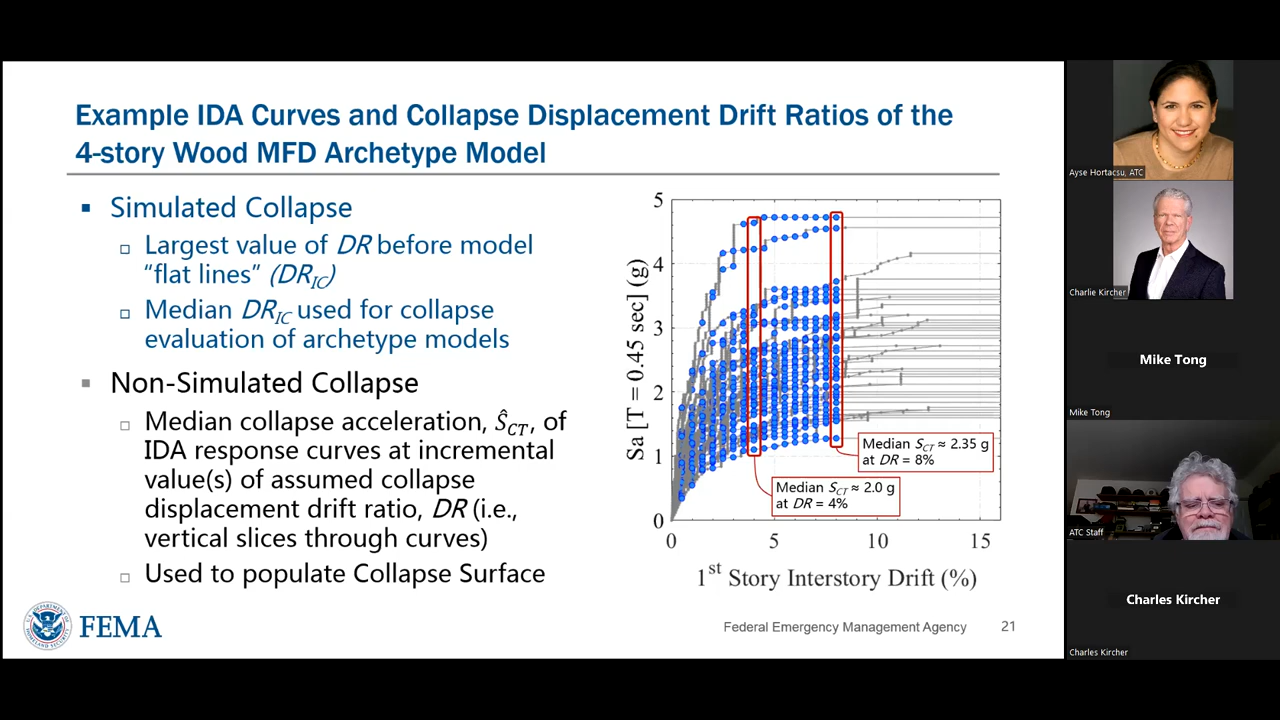 Example IDA Curves and Collapse Displacement Drift Ratios of the
4-story Wood MFD Archetype Model
Simulated Collapse
Largest value of DR before model
“flat lines” (DR_IC)
Median DR_IC used for collapse
evaluation of archetype models
Non-Simulated Collapse
Median collapse acceleration, Ŝ_CT, of
IDA response curves at incremental
value(s) of assumed collapse
displacement drift ratio, DR (i.e.,
vertical slices through curves)
Used to populate Collapse Surface
Sa [T = 0.45 sec] (g)
5
4
3
2
1
0
Median S_CT ≈ 2.35 g
at DR = 8%
Median S_CT ≈ 2.0 g
at DR = 4%
0 5 10 15
1st Story Interstory Drift (%)
FEMA
Federal Emergency Management Agency 21
Ayse Hortacsu, ATC
Charlie Kircher
Mike Tong
Mike Tong
ATC Staff
Charles Kircher
Charles Kircher